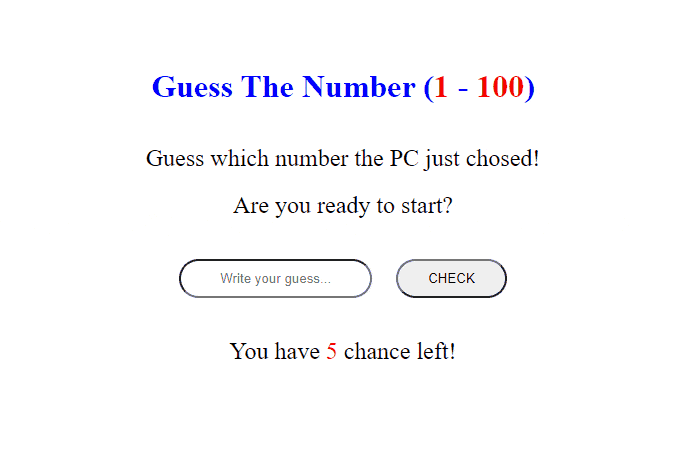 Guess The Number (1 - 100)
Guess which number the PC just chosed!
Are you ready to start?
Write your guess... CHECK
You have 5 chance left!